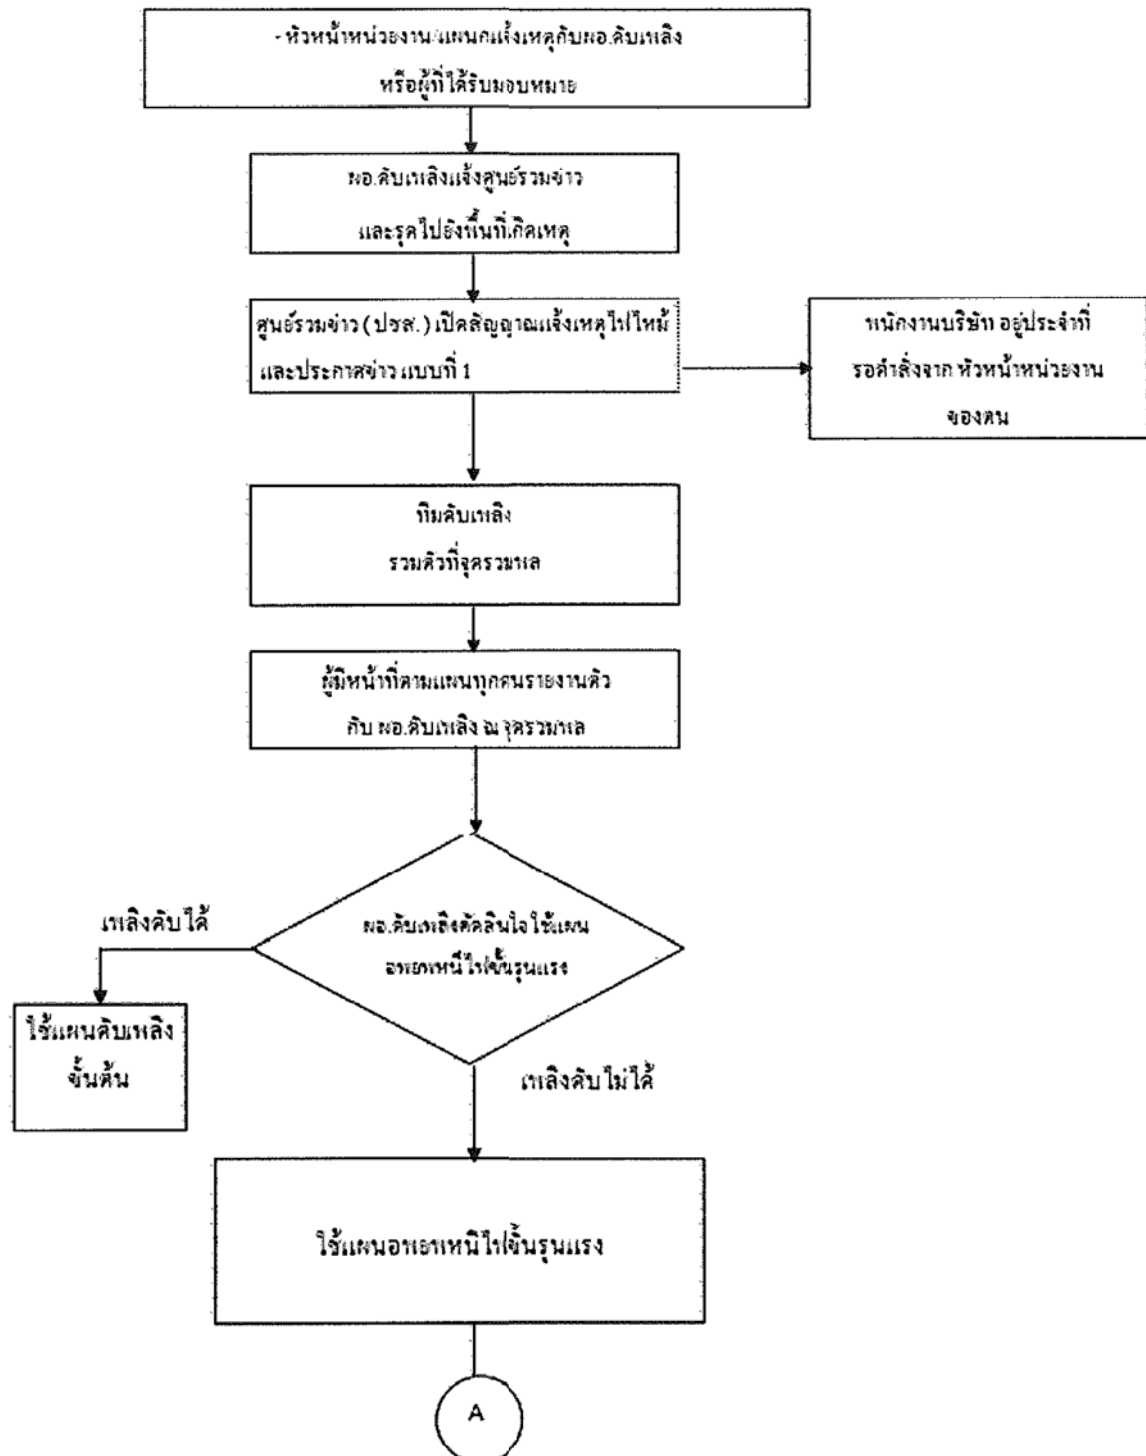 - หัวหน้าหน่วยงาน/แผนกแจ้งเหตุกับผอ.ดับเพลิง
หรือผู้ที่ได้รับมอบหมาย
ผอ.ดับเพลิงแจ้งศูนย์รวมข่าว
และรุดไปยังพื้นที่เกิดเหตุ
ศูนย์รวมข่าว (ปชส.) เปิดสัญญาณแจ้งเหตุไฟไหม้
และประกาศข่าว แบบที่ 1
พนักงานบริษัท อยู่ประจำที่
รอคำสั่งจาก หัวหน้าหน่วยงาน
ของตน
ทีมดับเพลิง
รวมตัวที่จุดรวมพล
ผู้มีหน้าที่ตามแผนทุกคนรายงานตัว
กับ ผอ.ดับเพลิง ณ จุดรวมพล
ผอ.ดับเพลิงตัดสินใจใช้แผน
อพยพหนีไฟขั้นรุนแรง
เพลิงดับได้
ใช้แผนดับเพลิง
ขั้นต้น
เพลิงดับไม่ได้
ใช้แผนอพยพหนีไฟขั้นรุนแรง
A